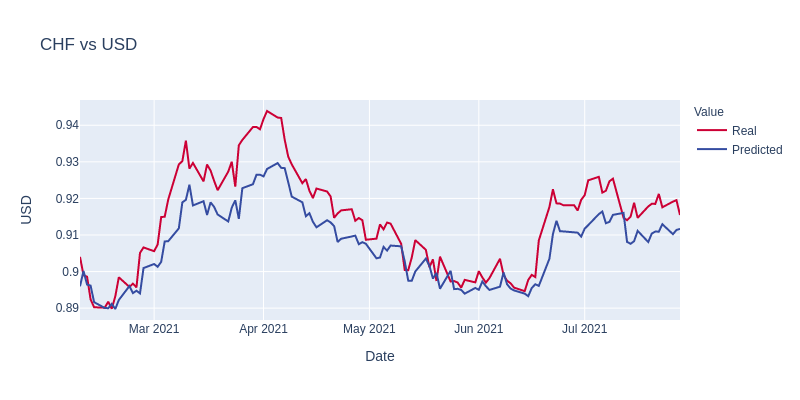 CHF vs USD
Value
Real
Predicted
USD
0.94
0.93
0.92
0.91
0.9
0.89
Mar 2021
Apr 2021
May 2021
Jun 2021
Jul 2021
Date